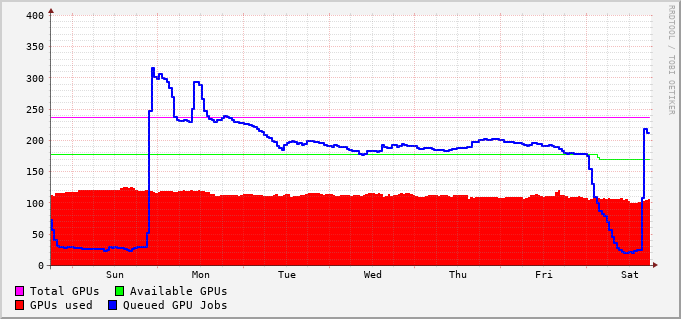 400
350
300
250
200
150
100
50
0
Sun Mon Tue Wed Thu Fri Sat
Total GPUs Available GPUs
GPUs used Queued GPU Jobs
RRDTOOL / TOBI OETIKER